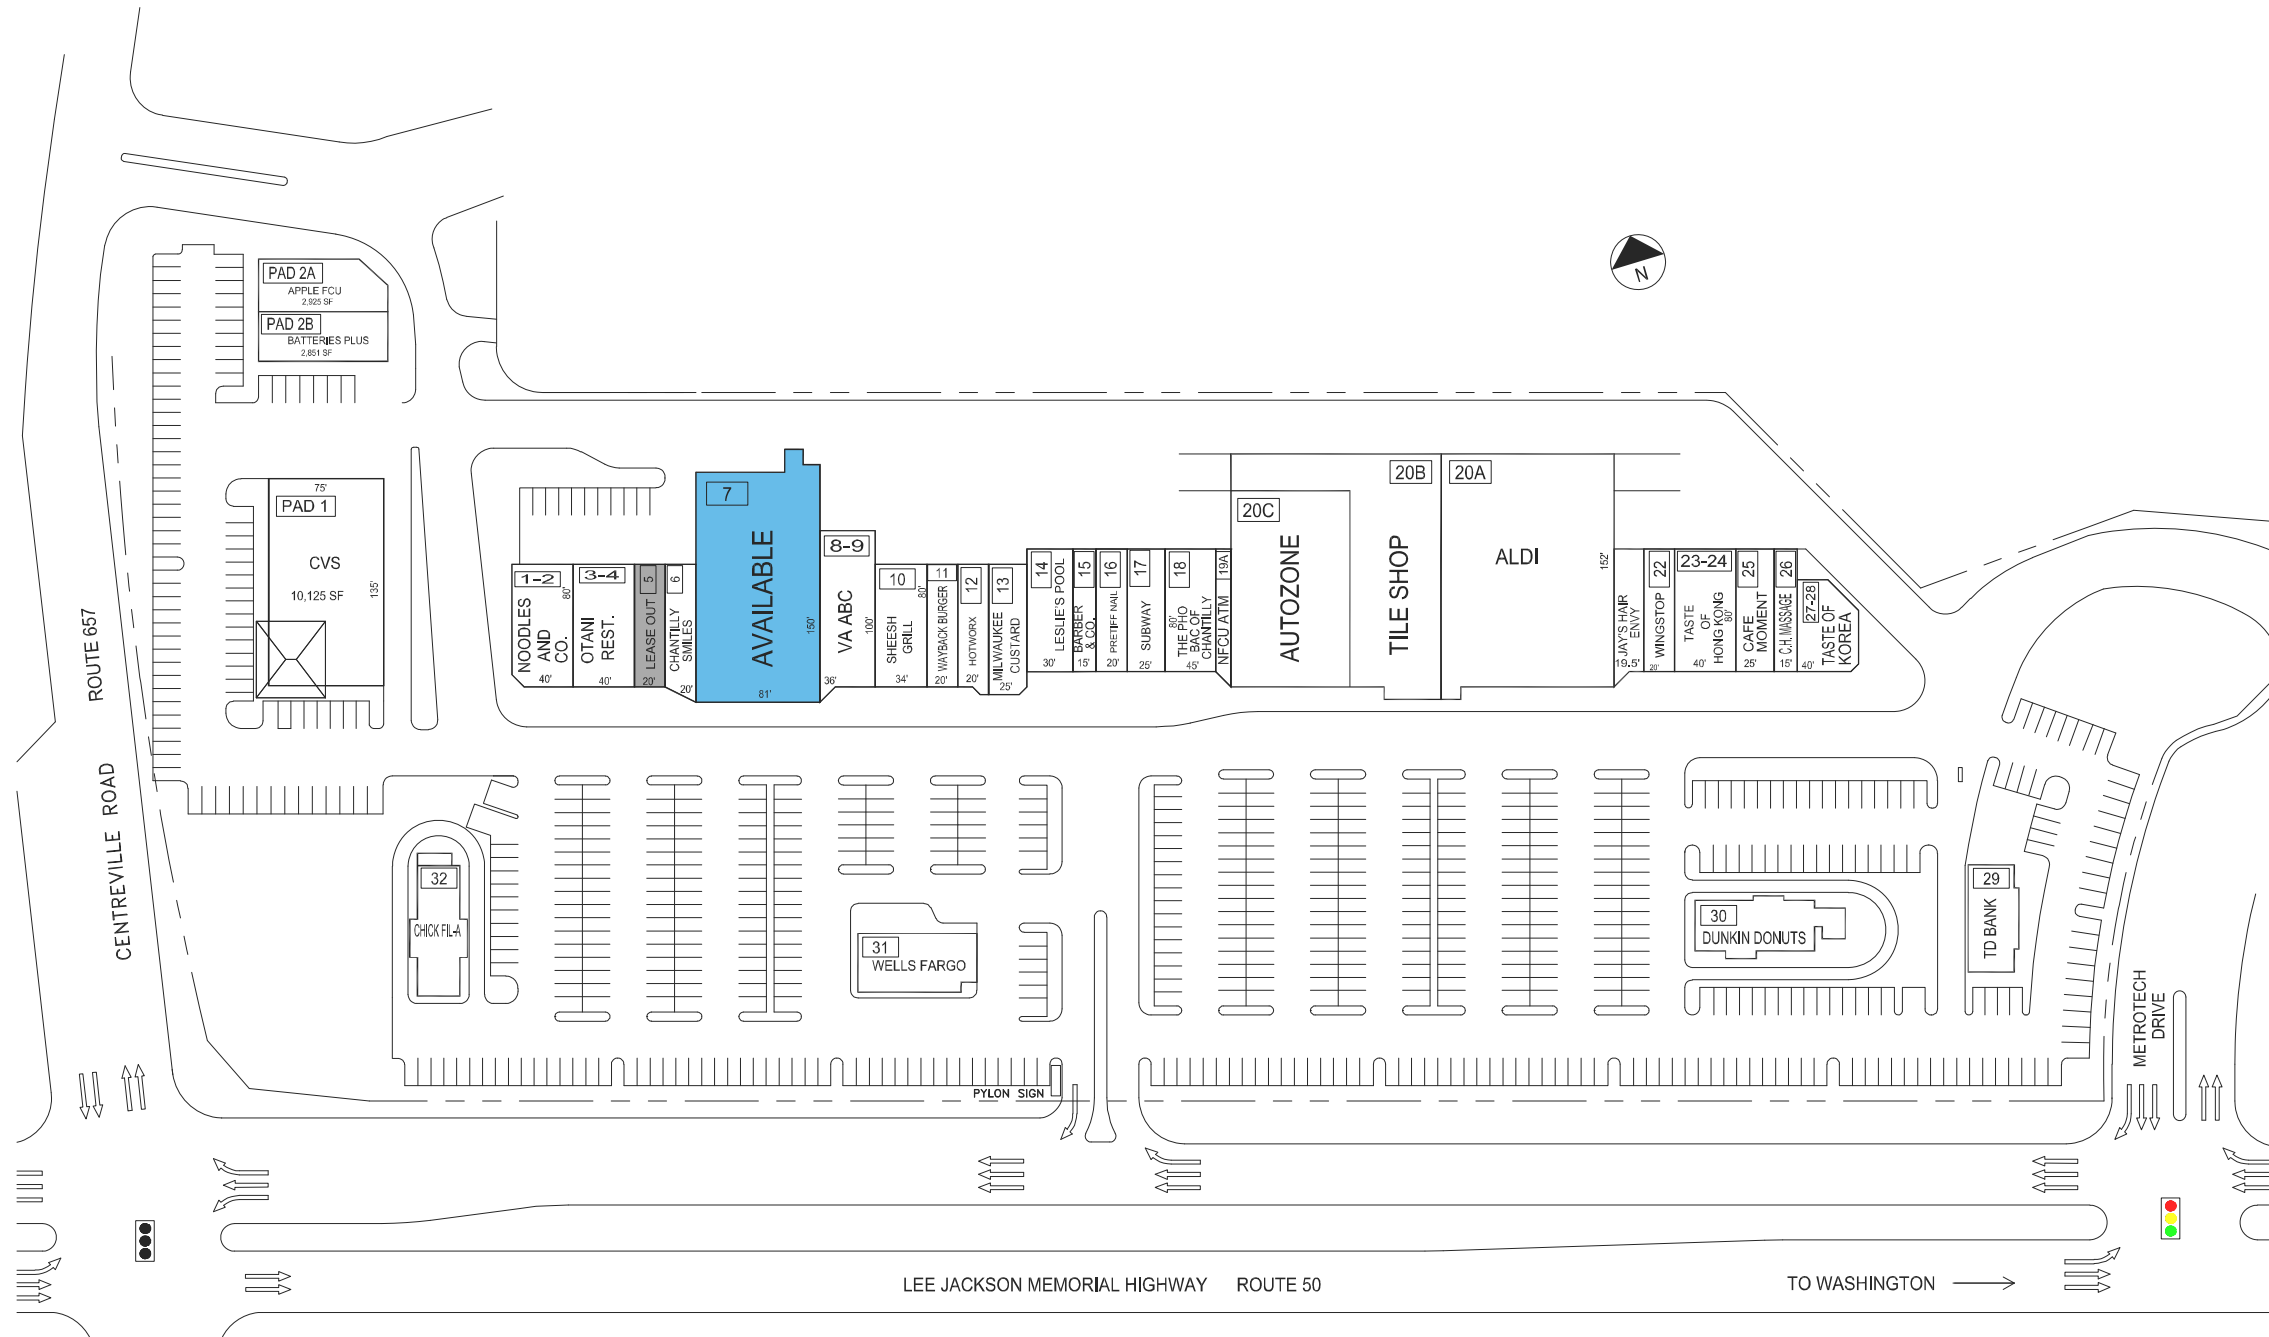 PAD 2A
APPLE FCU
2,925 SF
PAD 2B
BATTERIES PLUS
2,851 SF
N
75'
PAD 1
CVS
10,125 SF
135'
ROUTE 657
CENTREVILLE ROAD
1-2
NOODLES
AND
CO.
80'
40'
3-4
OTANI
REST.
40'
5
LEASE OUT
20'
6
CHANTILLY
SMILES
20'
7
AVAILABLE
150'
81'
8-9
VA ABC
100'
36'
10
SHEESH
GRILL
80'
34'
11
WAYBACK BURGER
20'
12
HOTWORX
20'
13
MILWAUKEE
CUSTARD
25'
14
LESLIE'S POOL
30'
15
BARBER
& CO.
15'
16
PRETIFF NAIL
20'
17
SUBWAY
25'
18
80'
THE PHO
BAC OF
CHANTILLY
45'
19A
NFCU ATM
20C
AUTOZONE
20B
TILE SHOP
20A
ALDI
152'
JAY'S HAIR
ENVY
19.5'
22
WINGSTOP
20'
23-24
TASTE
OF
HONG KONG
80'
40'
25
CAFE
MOMENT
25'
26
C.H. MASSAGE
15'
27-28
TASTE OF
KOREA
40'
32
CHICK FIL-A
31
WELLS FARGO
30
DUNKIN DONUTS
29
TD BANK
METROTECH
DRIVE
PYLON SIGN
LEE JACKSON MEMORIAL HIGHWAY ROUTE 50
TO WASHINGTON